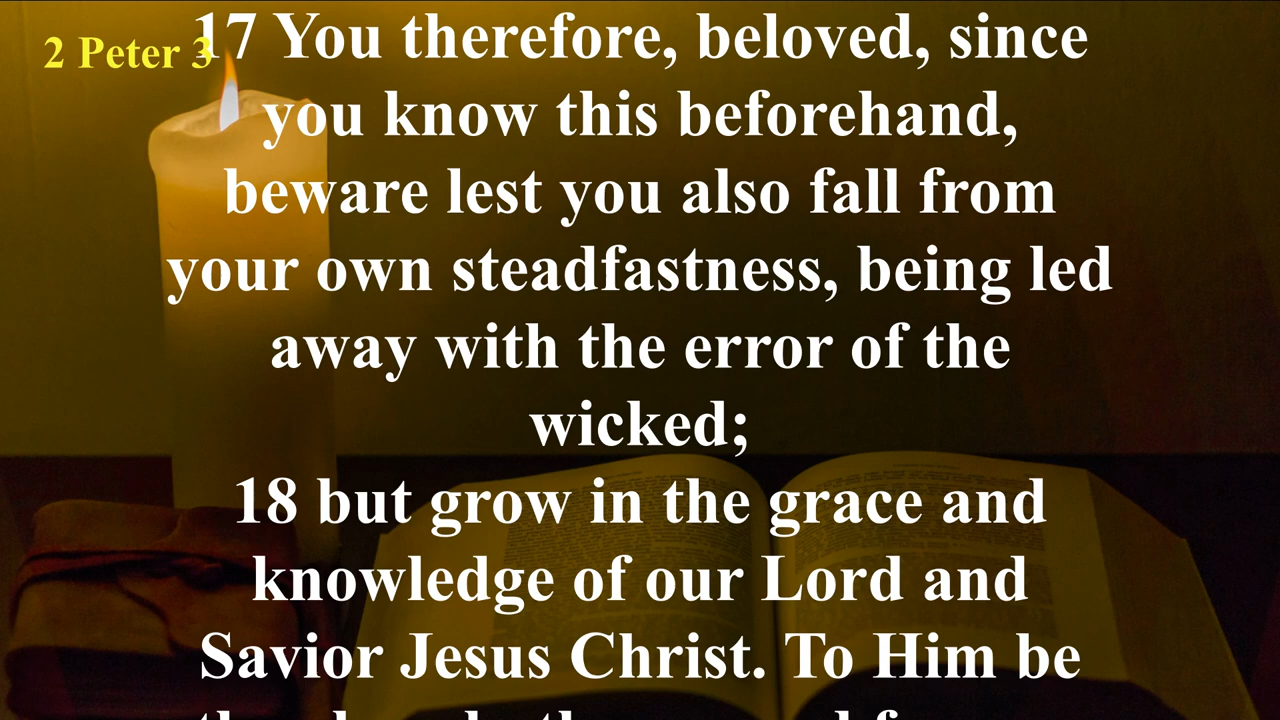 2 Peter 3
17 You therefore, beloved, since
you know this beforehand,
beware lest you also fall from
your own steadfastness, being led
away with the error of the
wicked;
18 but grow in the grace and
knowledge of our Lord and
Savior Jesus Christ. To Him be